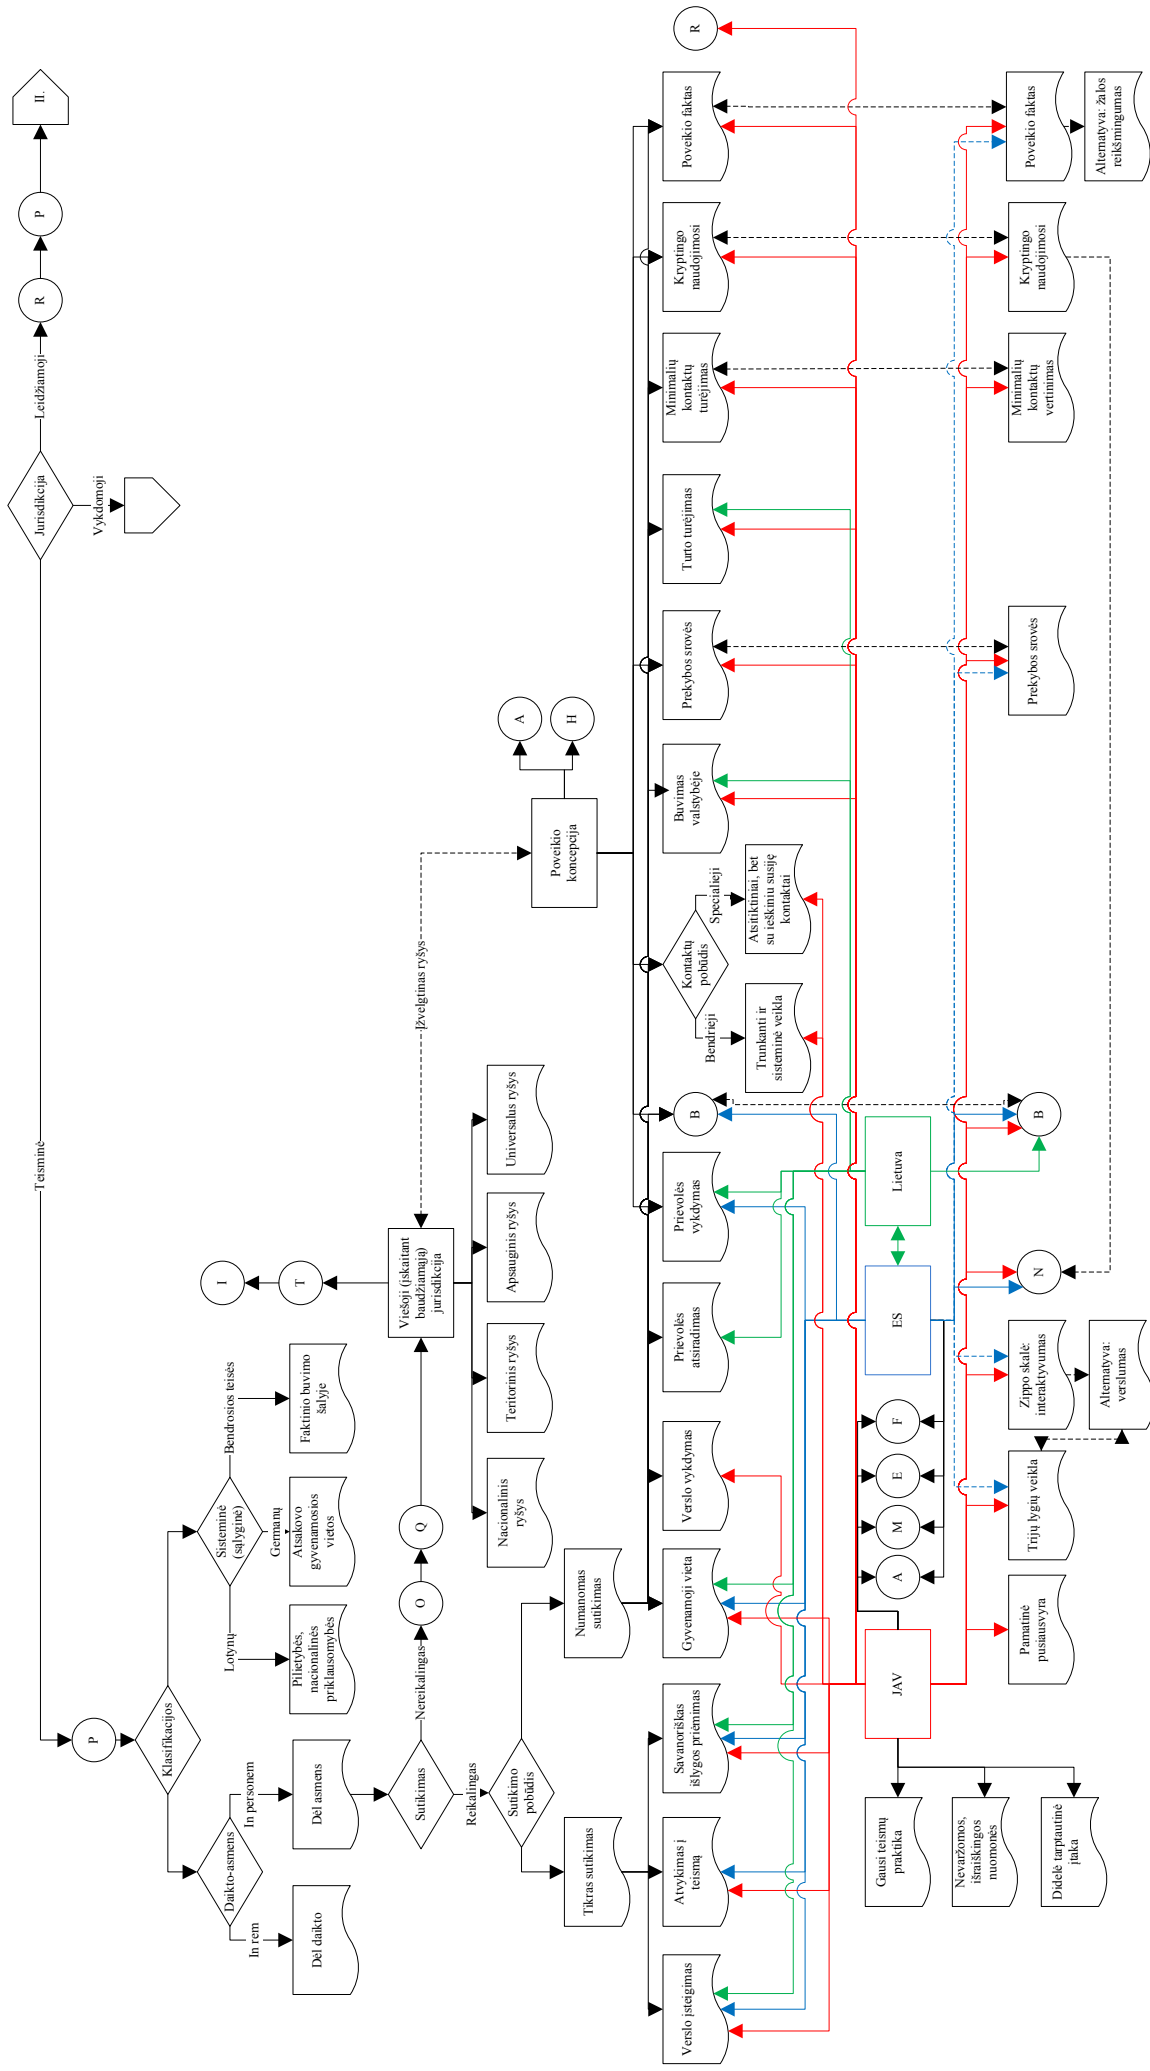 Jurisdikcija
Teisminė
Leidžiamoji
Vykdomoji
R
P
II.
P
Klasifikacijos
Daikto-asmens
In rem
In personem
Dėl daikto
Dėl asmens
Sisteminė
(sąlyginė)
Lotynų
Germanų
Bendrosios teisės
Pilietybės,
nacionalinės
priklausomybės
Atsakovo
gyvenamosios
vietos
Faktinio buvimo
šalyje
Sutikimas
Nereikalingas
Reikalingas
O
Q
Viešoji (įskaitant
baudžiamąją)
jurisdikcija
T
I
Nacionalinis
ryšys
Teritorinis ryšys
Apsauginis ryšys
Universalus ryšys
Įžvelgtinas ryšys
Poveikio
koncepcija
A
H
Sutikimo
pobūdis
Tikras sutikimas
Numanomas
sutikimas
Verslo įsteigimas
Atvykimas į
teismą
Savanoriškas
išlygos priėmimas
Gyvenamoji vieta
Verslo vykdymas
Prievolės
atsiradimas
Prievolės
vykdymas
B
Kontaktų
pobūdis
Bendrieji
Specialieji
Trunkanti ir
sisteminė veikla
Atsitiktiniai, bet
su ieškiniu susiję
kontaktai
Buvimas
valstybėje
Prekybos srovės
Turto turėjimas
Minimalių
kontaktų
turėjimas
Kryptingo
naudojimosi
Poveikio faktas
R
JAV
A
M
E
F
ES
Lietuva
Gausi teismų
praktika
Nevaržomos,
išraiškingos
nuomonės
Didelė tarptautinė
įtaka
Pamatinė
pusiausvyra
Trijų lygių veikla
Zippo skalė:
interaktyvumas
Alternatyva:
verslumas
N
B
Prekybos srovės
Minimalių
kontaktų
vertinimas
Kryptingo
naudojimosi
Poveikio faktas
Alternatyva: žalos
reikšmingumas